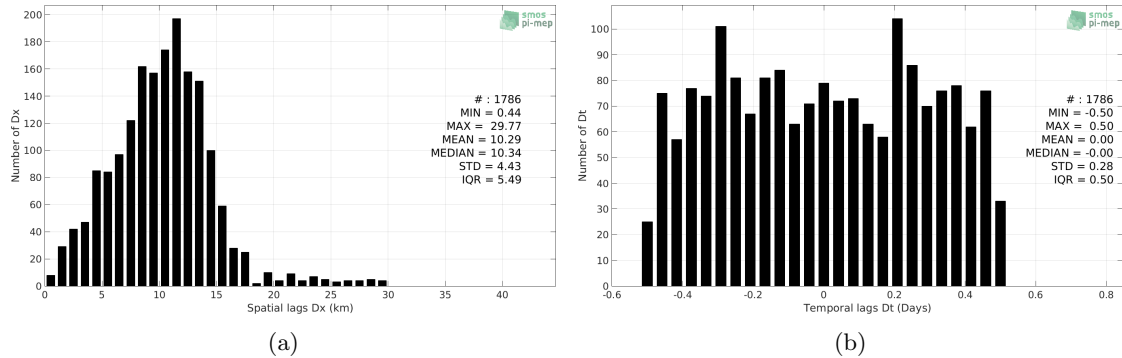 200
180
160
140
120
100
80
60
40
20
0
Number of Dx
0 5 10 15 20 25 30 35 40
Spatial lags Dx (km)
smos
pi-mep
# : 1786
MIN = 0.44
MAX = 29.77
MEAN = 10.29
MEDIAN = 10.34
STD = 4.43
IQR = 5.49
(a)
100
90
80
70
60
50
40
30
20
10
0
Number of Dt
-0.6 -0.4 -0.2 0 0.2 0.4 0.6 0.8
Temporal lags Dt (Days)
smos
pi-mep
# : 1786
MIN = -0.50
MAX = 0.50
MEAN = 0.00
MEDIAN = -0.00
STD = 0.28
IQR = 0.50
(b)